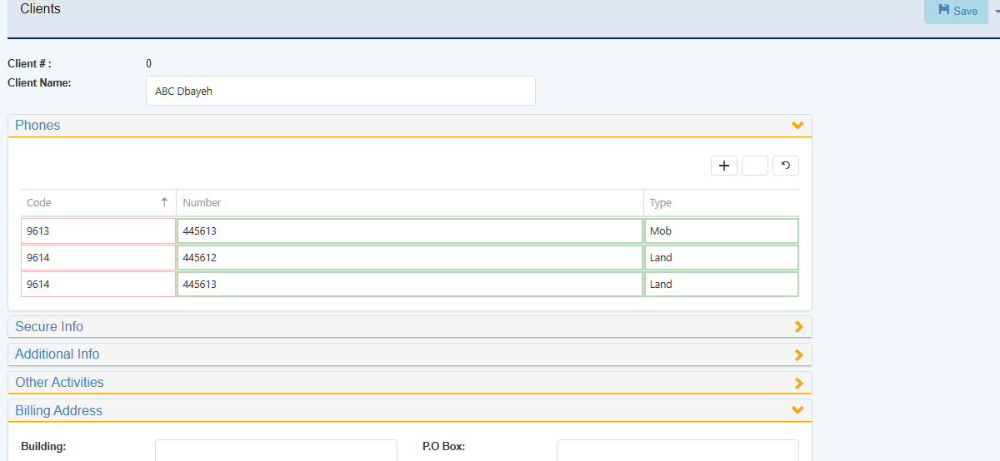 Clients
Save
Client # : 0
Client Name: ABC Dbayeh
Phones
Code Number Type
9613 445613 Mob
9614 445612 Land
9614 445613 Land
Secure Info
Additional Info
Other Activities
Billing Address
Building: P.O Box: